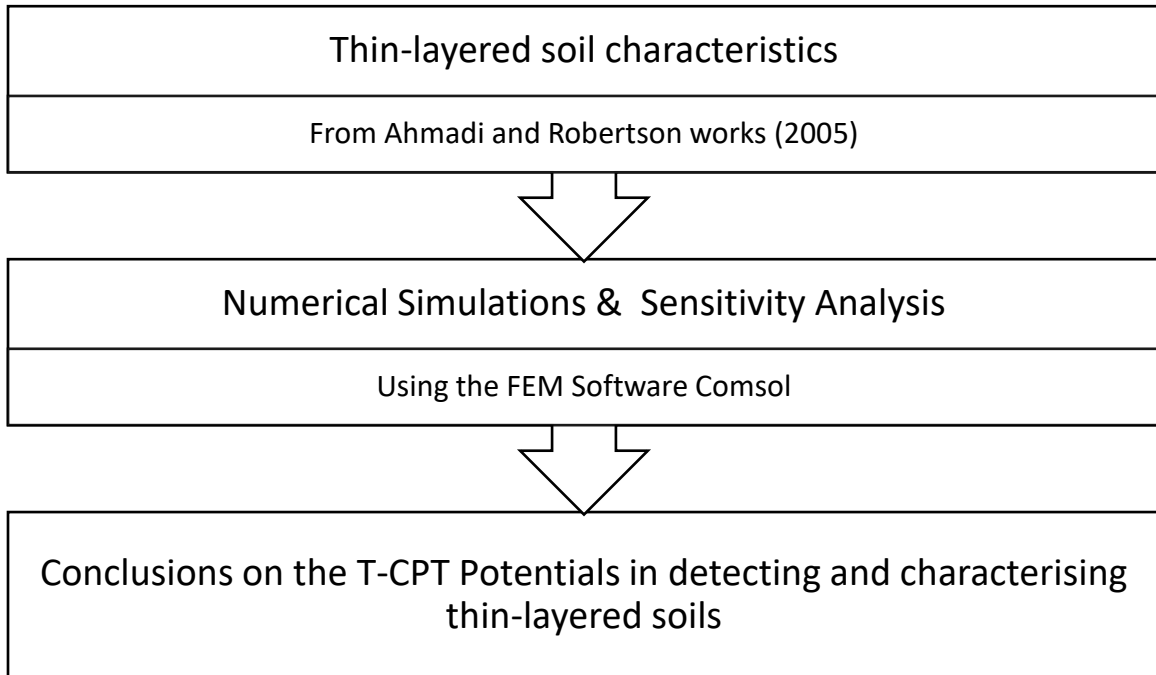 Thin-layered soil characteristics
From Ahmadi and Robertson works (2005)
Numerical Simulations & Sensitivity Analysis
Using the FEM Software Comsol
Conclusions on the T-CPT Potentials in detecting and characterising
thin-layered soils